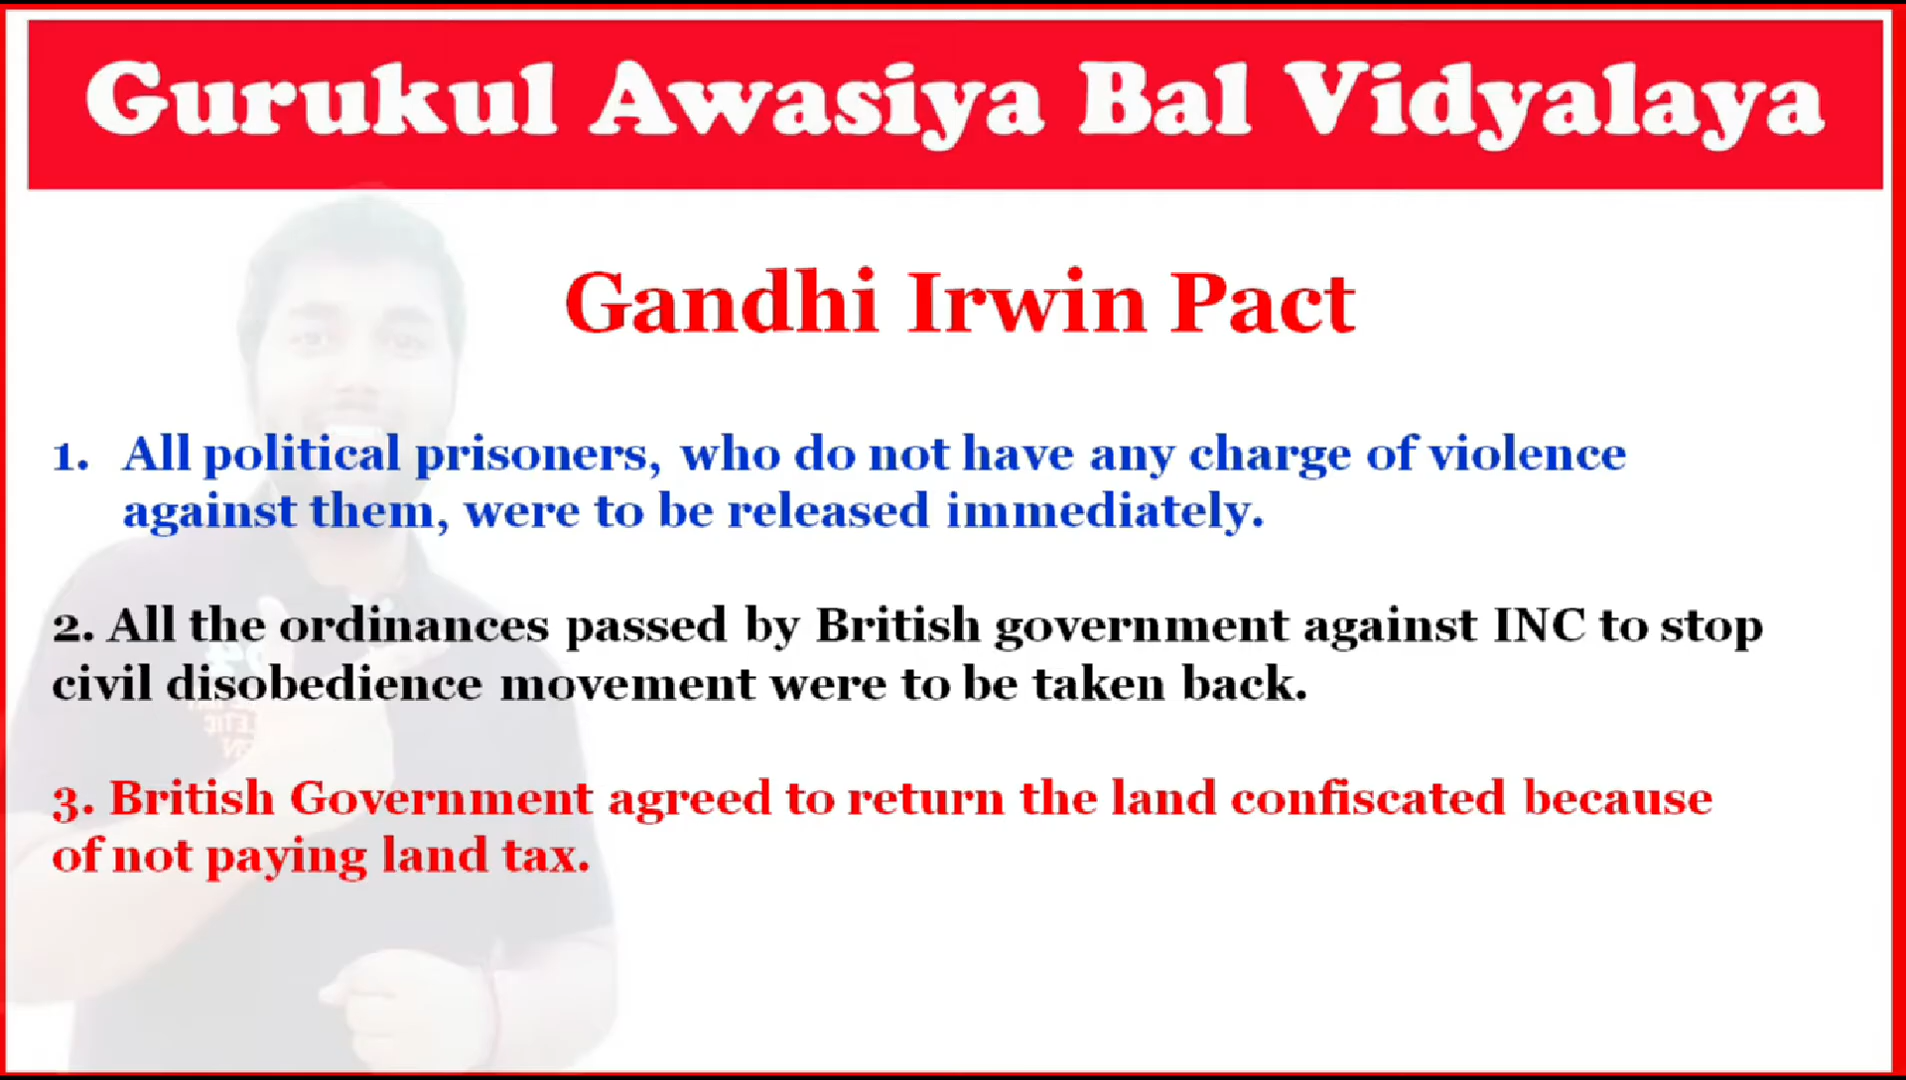 Gurukul Awasiya Bal Vidyalaya
Gandhi Irwin Pact
1. All political prisoners, who do not have any charge of violence
against them, were to be released immediately.
2. All the ordinances passed by British government against INC to stop
civil disobedience movement were to be taken back.
3. British Government agreed to return the land confiscated because
of not paying land tax.